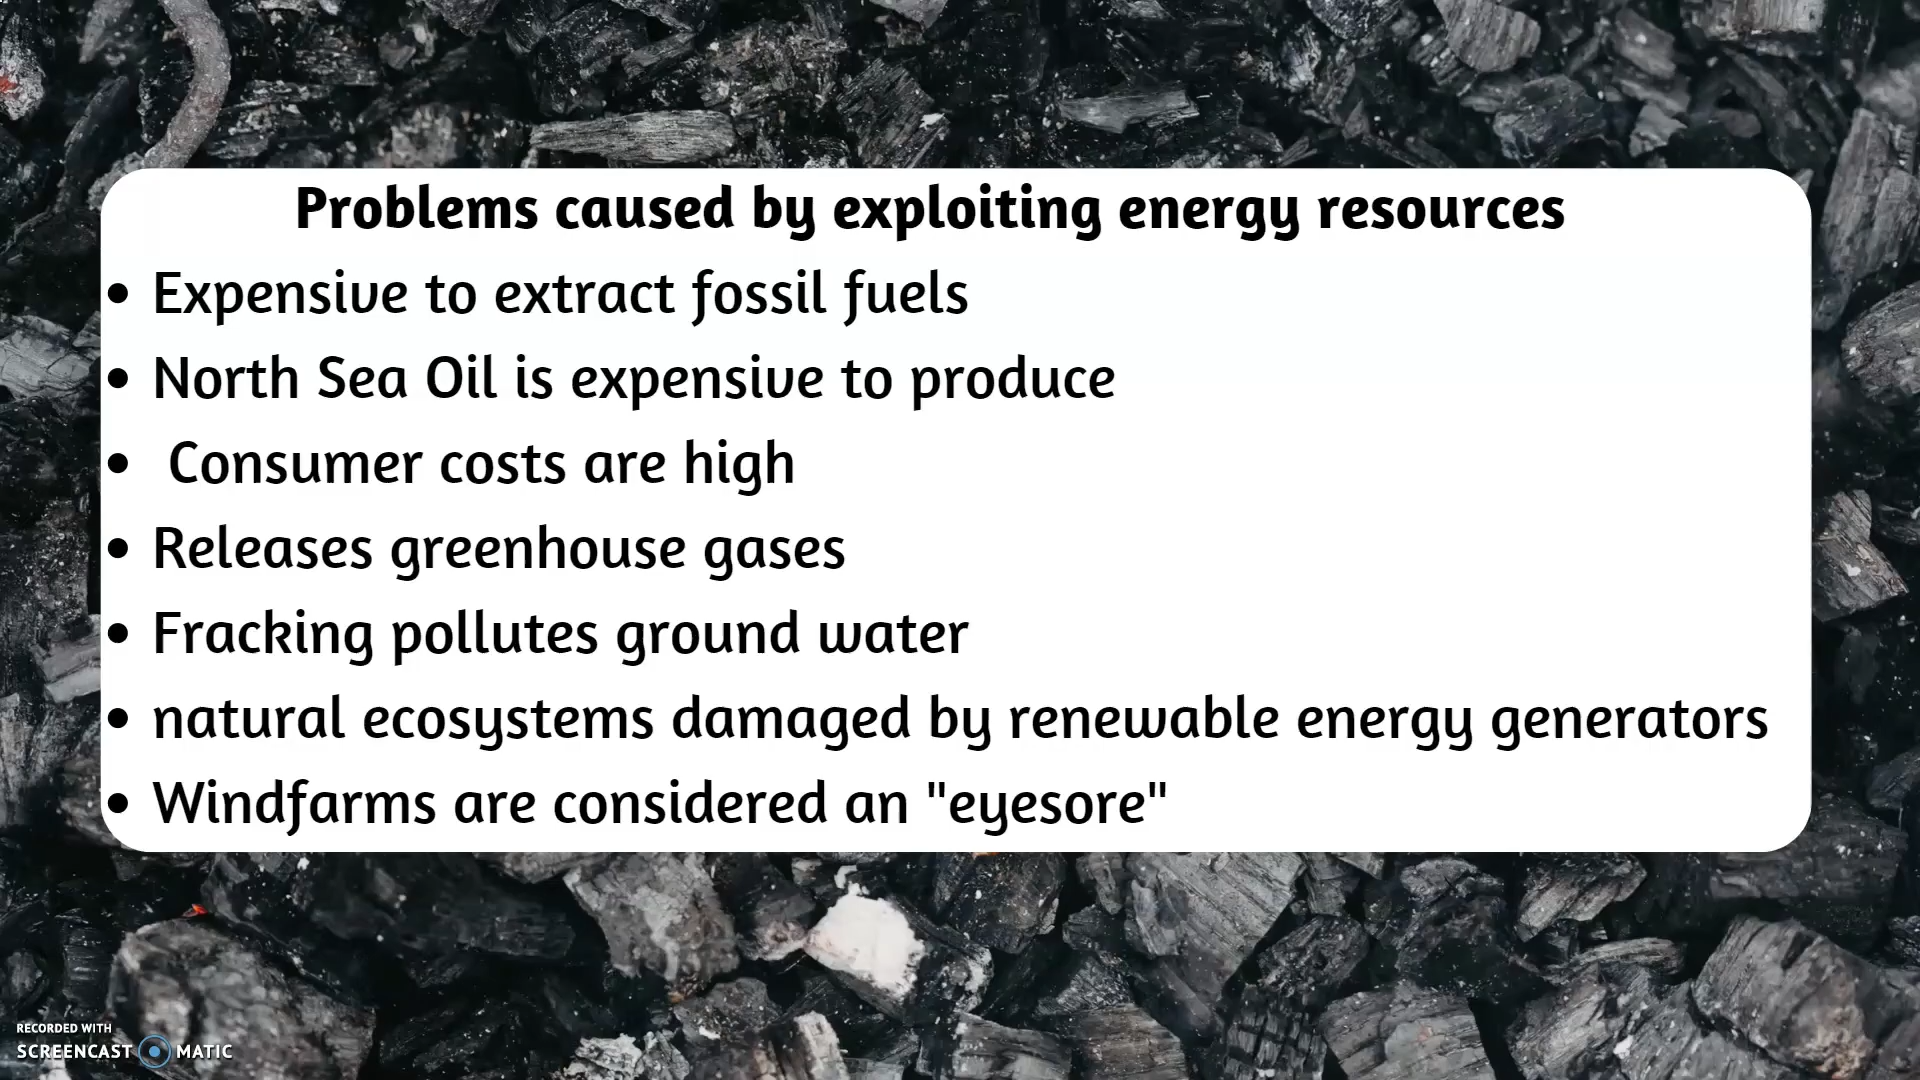 Problems caused by exploiting energy resources
• Expensive to extract fossil fuels
• North Sea Oil is expensive to produce
• Consumer costs are high
• Releases greenhouse gases
• Fracking pollutes ground water
• natural ecosystems damaged by renewable energy generators
• Windfarms are considered an "eyesore"
RECORDED WITH
SCREENCAST MATIC